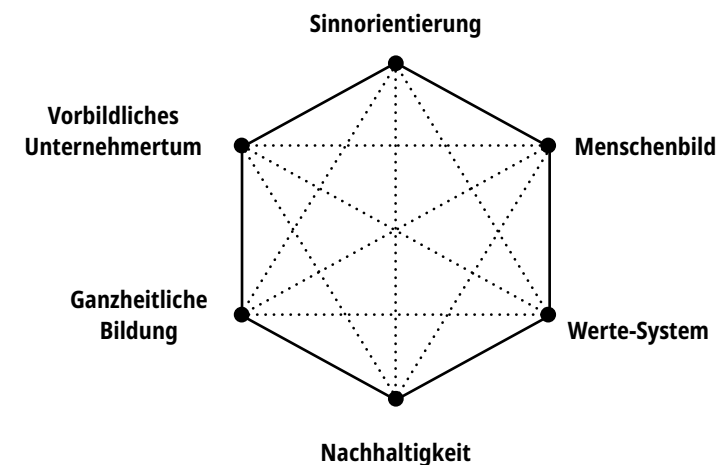 Sinnorientierung
Vorbildliches
Unternehmertum
Menschenbild
Ganzheitliche
Bildung
Werte-System
Nachhaltigkeit